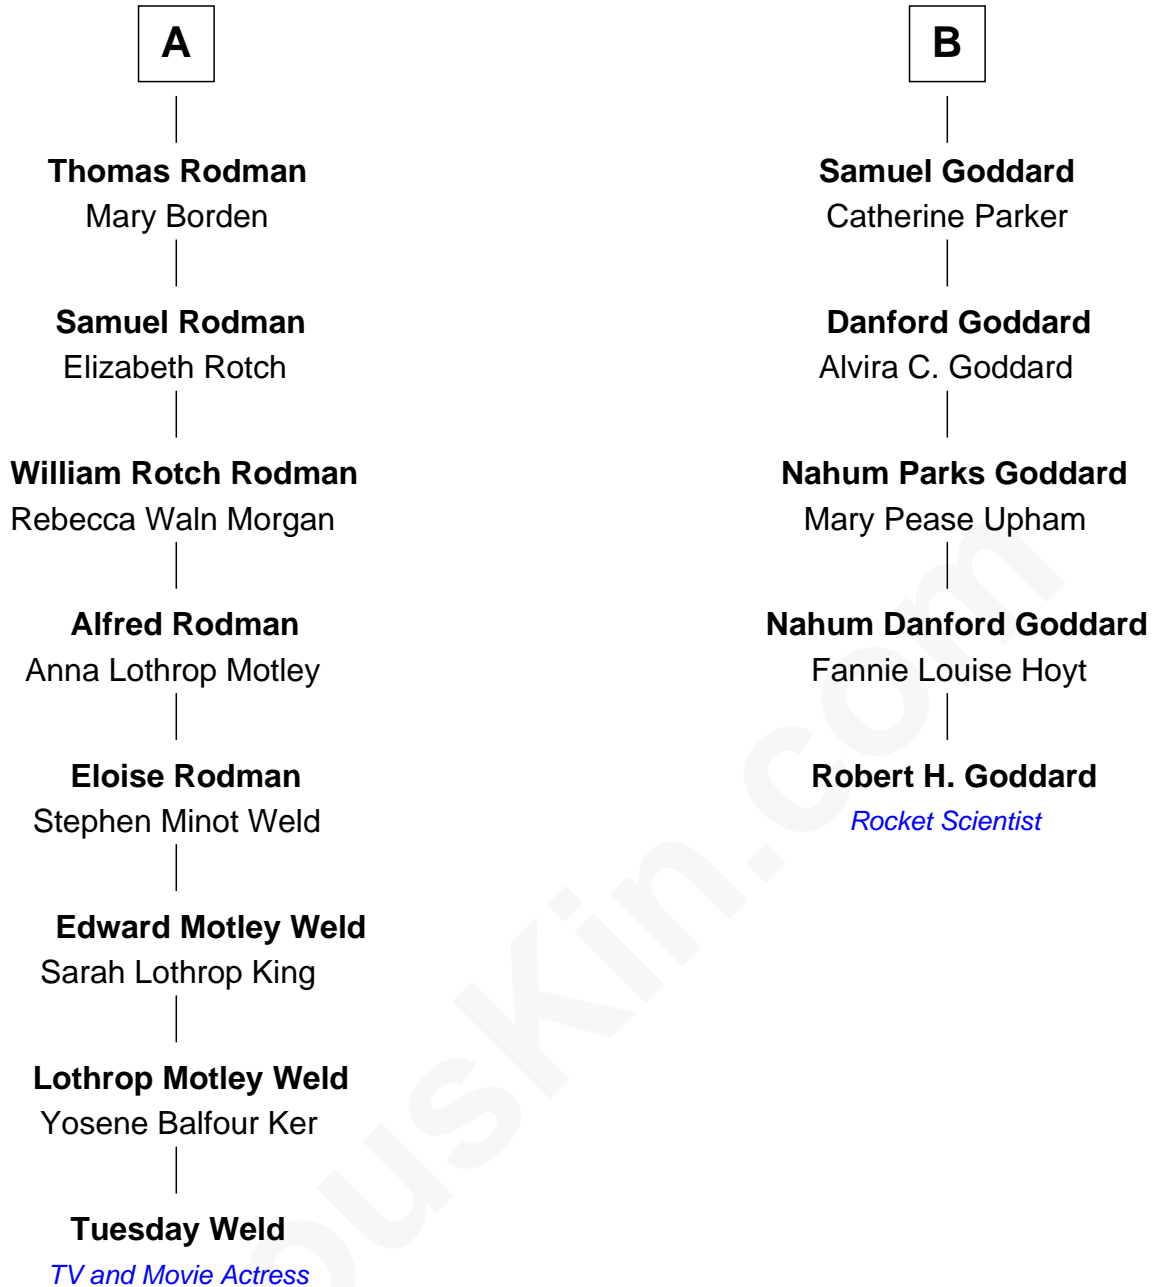 A
Thomas Rodman
Mary Borden
Samuel Rodman
Elizabeth Rotch
William Rotch Rodman
Rebecca Waln Morgan
Alfred Rodman
Anna Lothrop Motley
Eloise Rodman
Stephen Minot Weld
Edward Motley Weld
Sarah Lothrop King
Lothrop Motley Weld
Yosene Balfour Ker
Tuesday Weld
TV and Movie Actress
B
Samuel Goddard
Catherine Parker
Danford Goddard
Alvira C. Goddard
Nahum Parks Goddard
Mary Pease Upham
Nahum Danford Goddard
Fannie Louise Hoyt
Robert H. Goddard
Rocket Scientist
ousKin.com